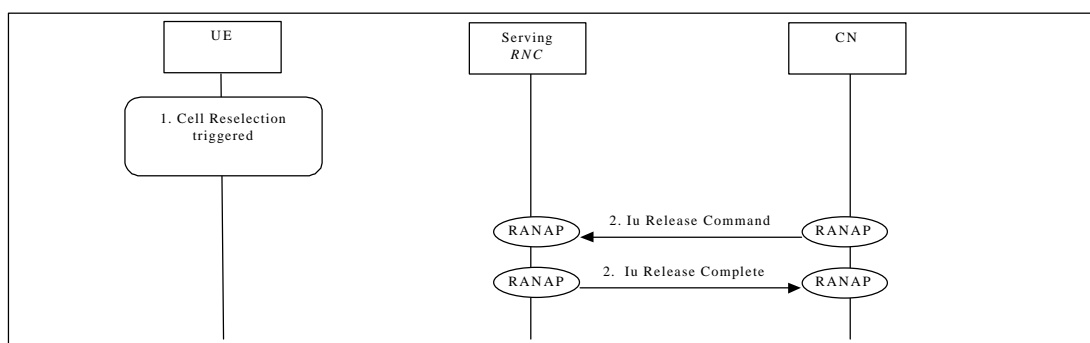 UE
Serving
RNC
CN
1. Cell Reselection
triggered
2. Iu Release Command
RANAP
RANAP
2. Iu Release Complete
RANAP
RANAP